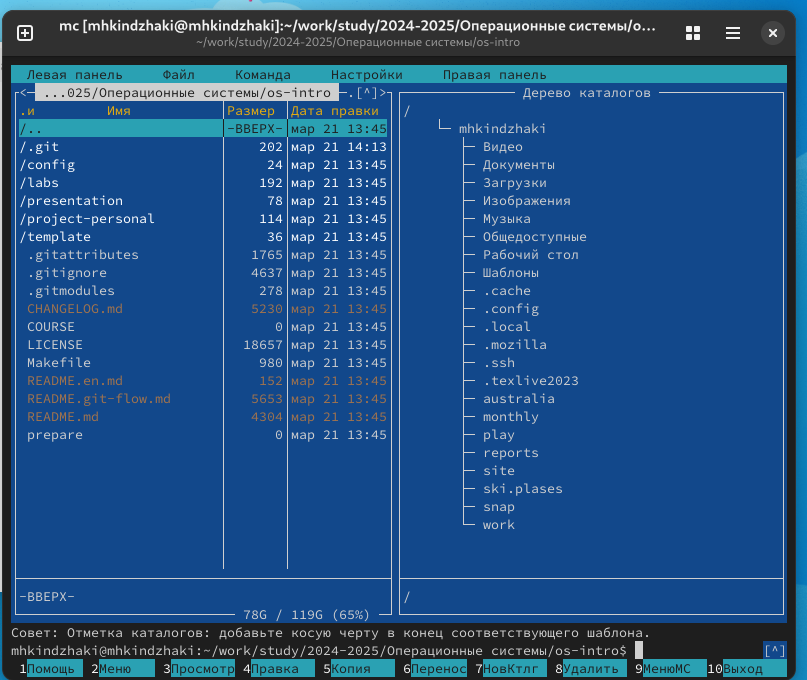 mc [mhkindzhaki@mhkindzhaki]:~/work/study/2024-2025/Операционные системы/o…
~/work/study/2024-2025/Операционные системы/os-intro
Левая панель Файл Команда Настройки Правая панель
<─ ...025/Операционные системы/os-intro ─.[^]>
.и Имя Размер Дата правки
/.. -ВВЕРХ- мар 21 13:45
/.git 202 мар 21 14:13
/config 24 мар 21 13:45
/labs 192 мар 21 13:45
/presentation 78 мар 21 13:45
/project-personal 114 мар 21 13:45
/template 36 мар 21 13:45
.gitattributes 1765 мар 21 13:45
.gitignore 4637 мар 21 13:45
.gitmodules 278 мар 21 13:45
CHANGELOG.md 5230 мар 21 13:45
COURSE 0 мар 21 13:45
LICENSE 18657 мар 21 13:45
Makefile 980 мар 21 13:45
README.en.md 152 мар 21 13:45
README.git-flow.md 5653 мар 21 13:45
README.md 4304 мар 21 13:45
prepare 0 мар 21 13:45
-ВВЕРХ-
78G / 119G (65%)
Дерево каталогов
/
mhkindzhaki
Видео
Документы
Загрузки
Изображения
Музыка
Общедоступные
Рабочий стол
Шаблоны
.cache
.config
.local
.mozilla
.ssh
.texlive2023
australia
monthly
play
reports
site
ski.plases
snap
work
/
Совет: Отметка каталогов: добавьте косую черту в конец соответствующего шаблона.
mhkindzhaki@mhkindzhaki:~/work/study/2024-2025/Операционные системы/os-intro$ [^]
1Помощь 2Меню 3Просмотр 4Правка 5Копия 6Перенос 7НовКтлг 8Удалить 9МенюMC 10Выход